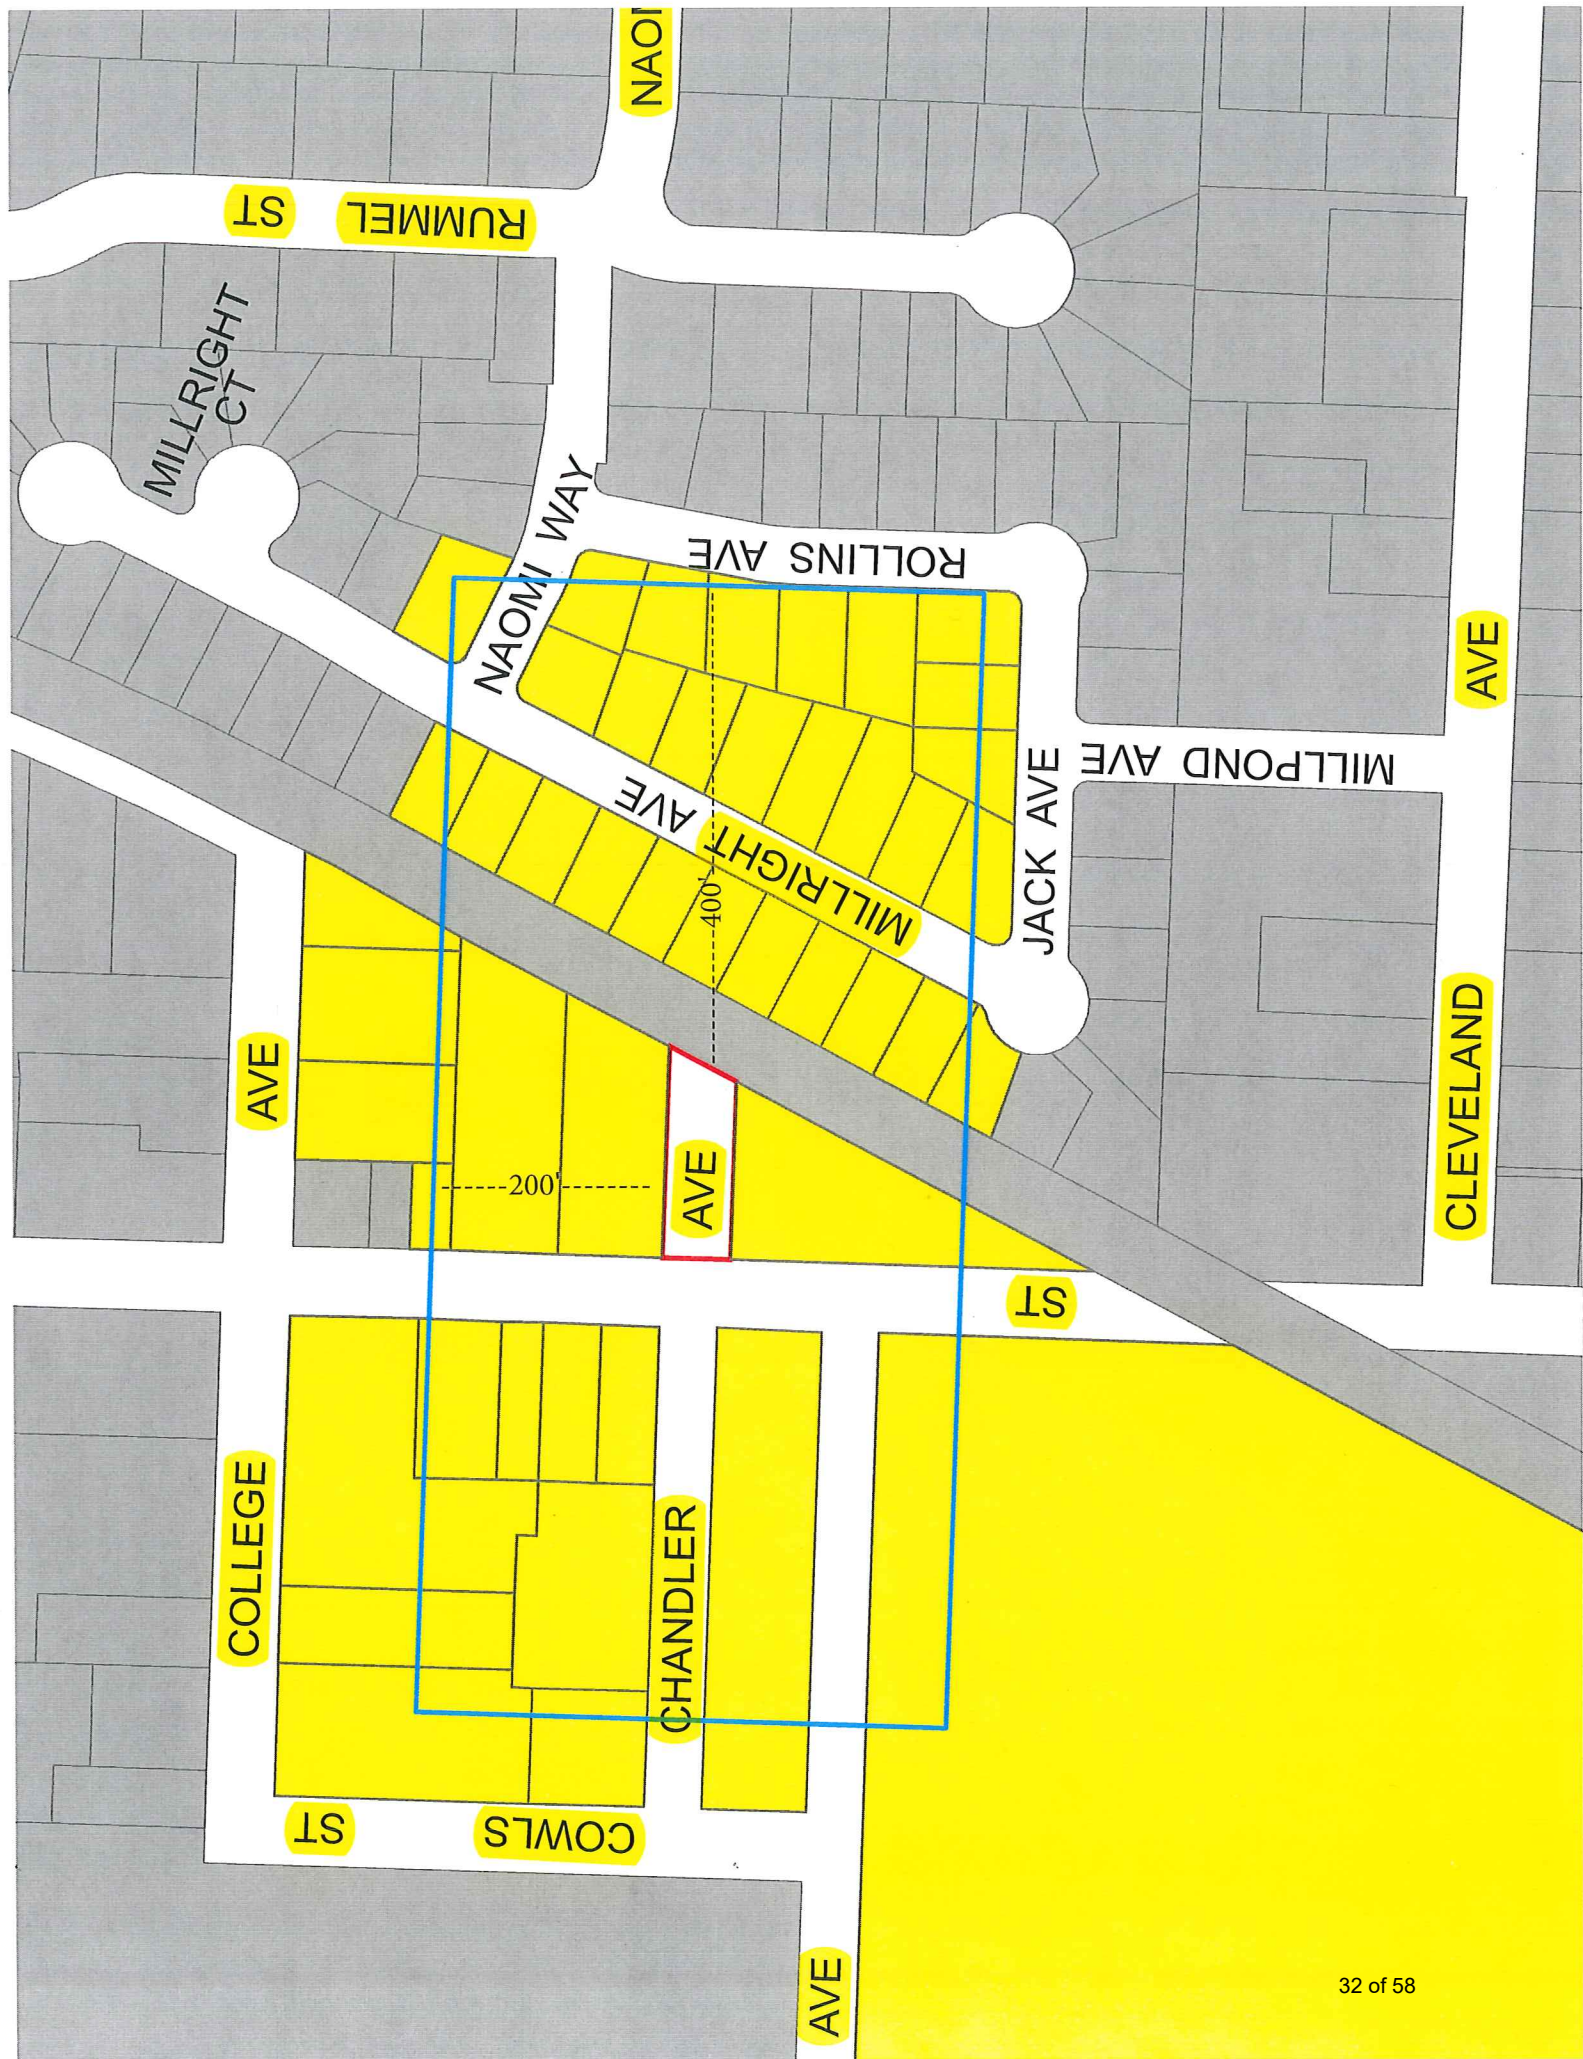 NAOM
RUMMEL ST
MILLRIGHT
CT
NAOMI WAY
ROLLINS AVE
AVE
MILLPOND AVE
JACK AVE
MILLRIGHT AVE
400'
CLEVELAND
AVE
AVE
200'
ST
COLLEGE
CHANDLER
COWLS ST
AVE
32 of 58